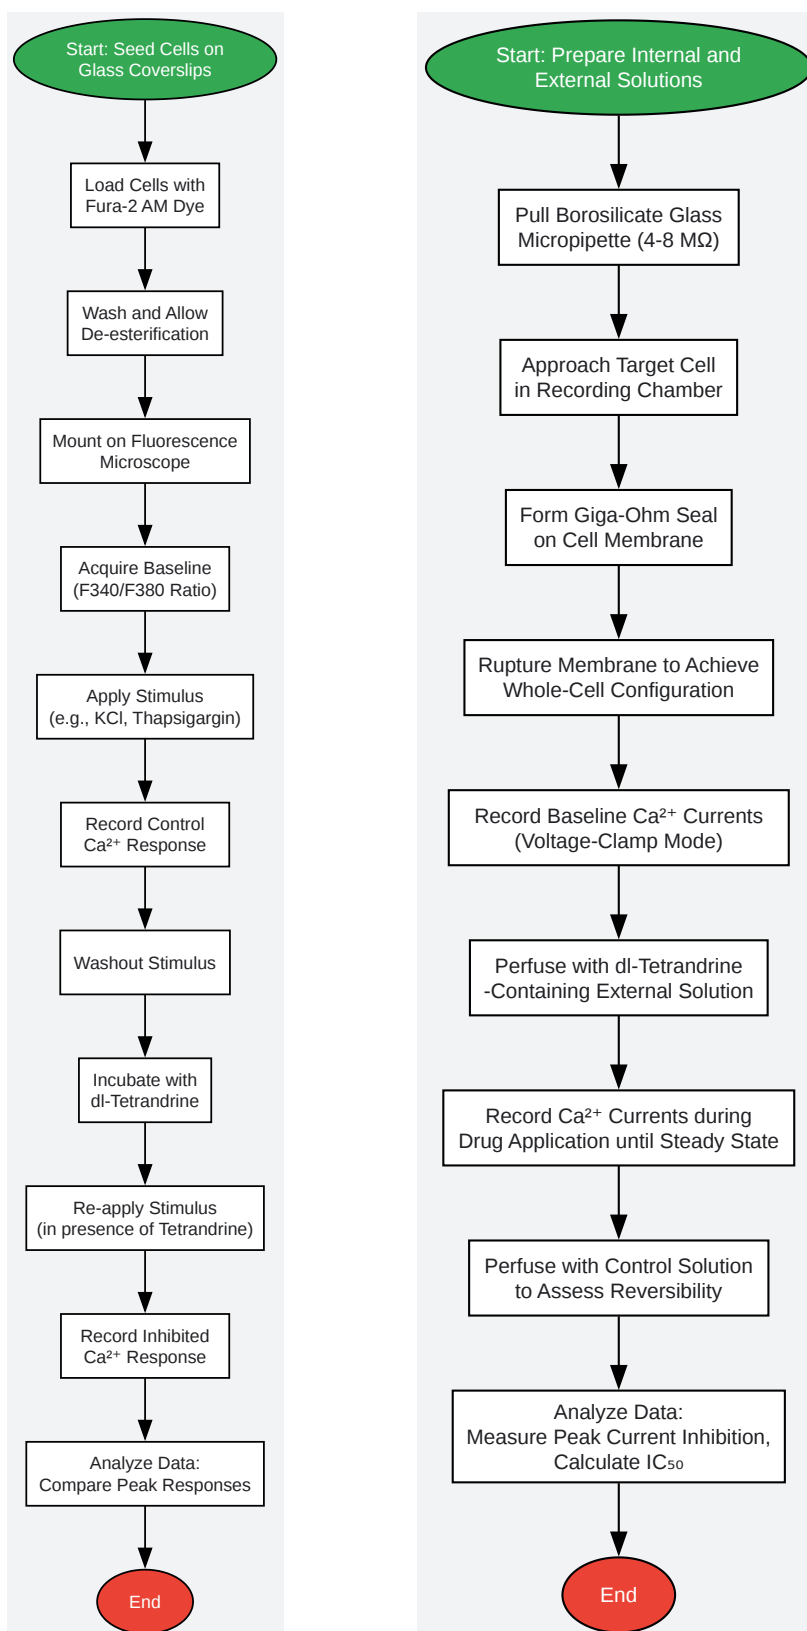 Start: Seed Cells on
Glass Coverslips
Load Cells with
Fura-2 AM Dye
Wash and Allow
De-esterification
Mount on Fluorescence
Microscope
Acquire Baseline
(F340/F380 Ratio)
Apply Stimulus
(e.g., KCl, Thapsigargin)
Record Control
Ca²⁺ Response
Washout Stimulus
Incubate with
dl-Tetrandrine
Re-apply Stimulus
(in presence of Tetrandrine)
Record Inhibited
Ca²⁺ Response
Analyze Data:
Compare Peak Responses
End
Start: Prepare Internal and
External Solutions
Pull Borosilicate Glass
Micropipette (4-8 MΩ)
Approach Target Cell
in Recording Chamber
Form Giga-Ohm Seal
on Cell Membrane
Rupture Membrane to Achieve
Whole-Cell Configuration
Record Baseline Ca²⁺ Currents
(Voltage-Clamp Mode)
Perfuse with dl-Tetrandrine
-Containing External Solution
Record Ca²⁺ Currents during
Drug Application until Steady State
Perfuse with Control Solution
to Assess Reversibility
Analyze Data:
Measure Peak Current Inhibition,
Calculate IC₅₀
End